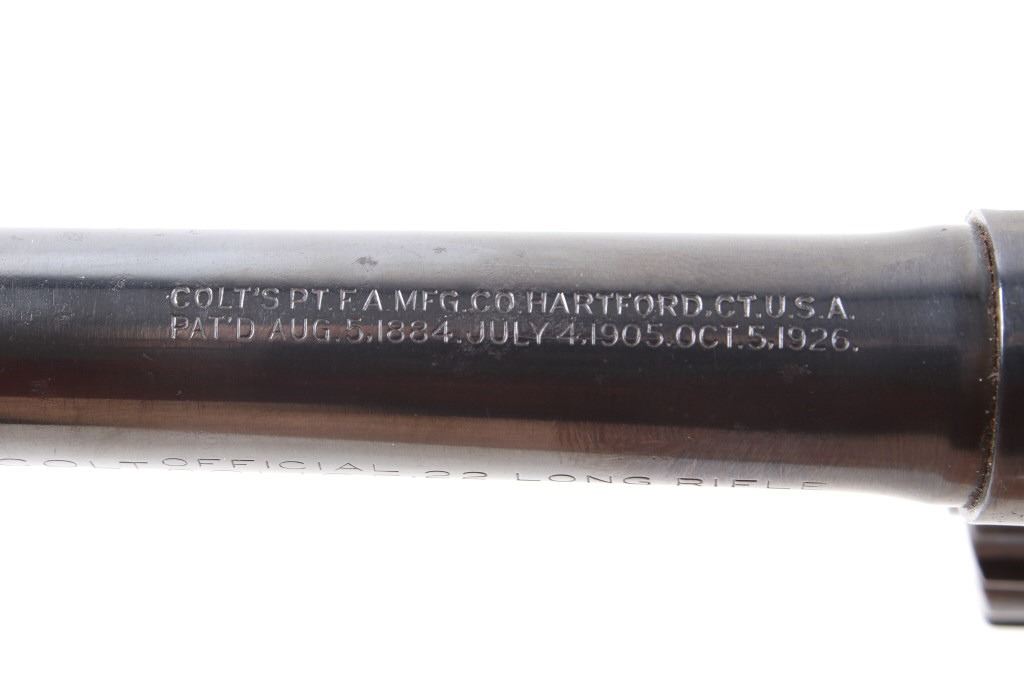 COLT'S PT. F. A. MFG. CO. HARTFORD, CT. U.S.A.
PAT'D AUG. 5, 1884. JULY 4, 1905. OCT. 5, 1926.
COLT OFFICIAL .22 LONG RIFLE